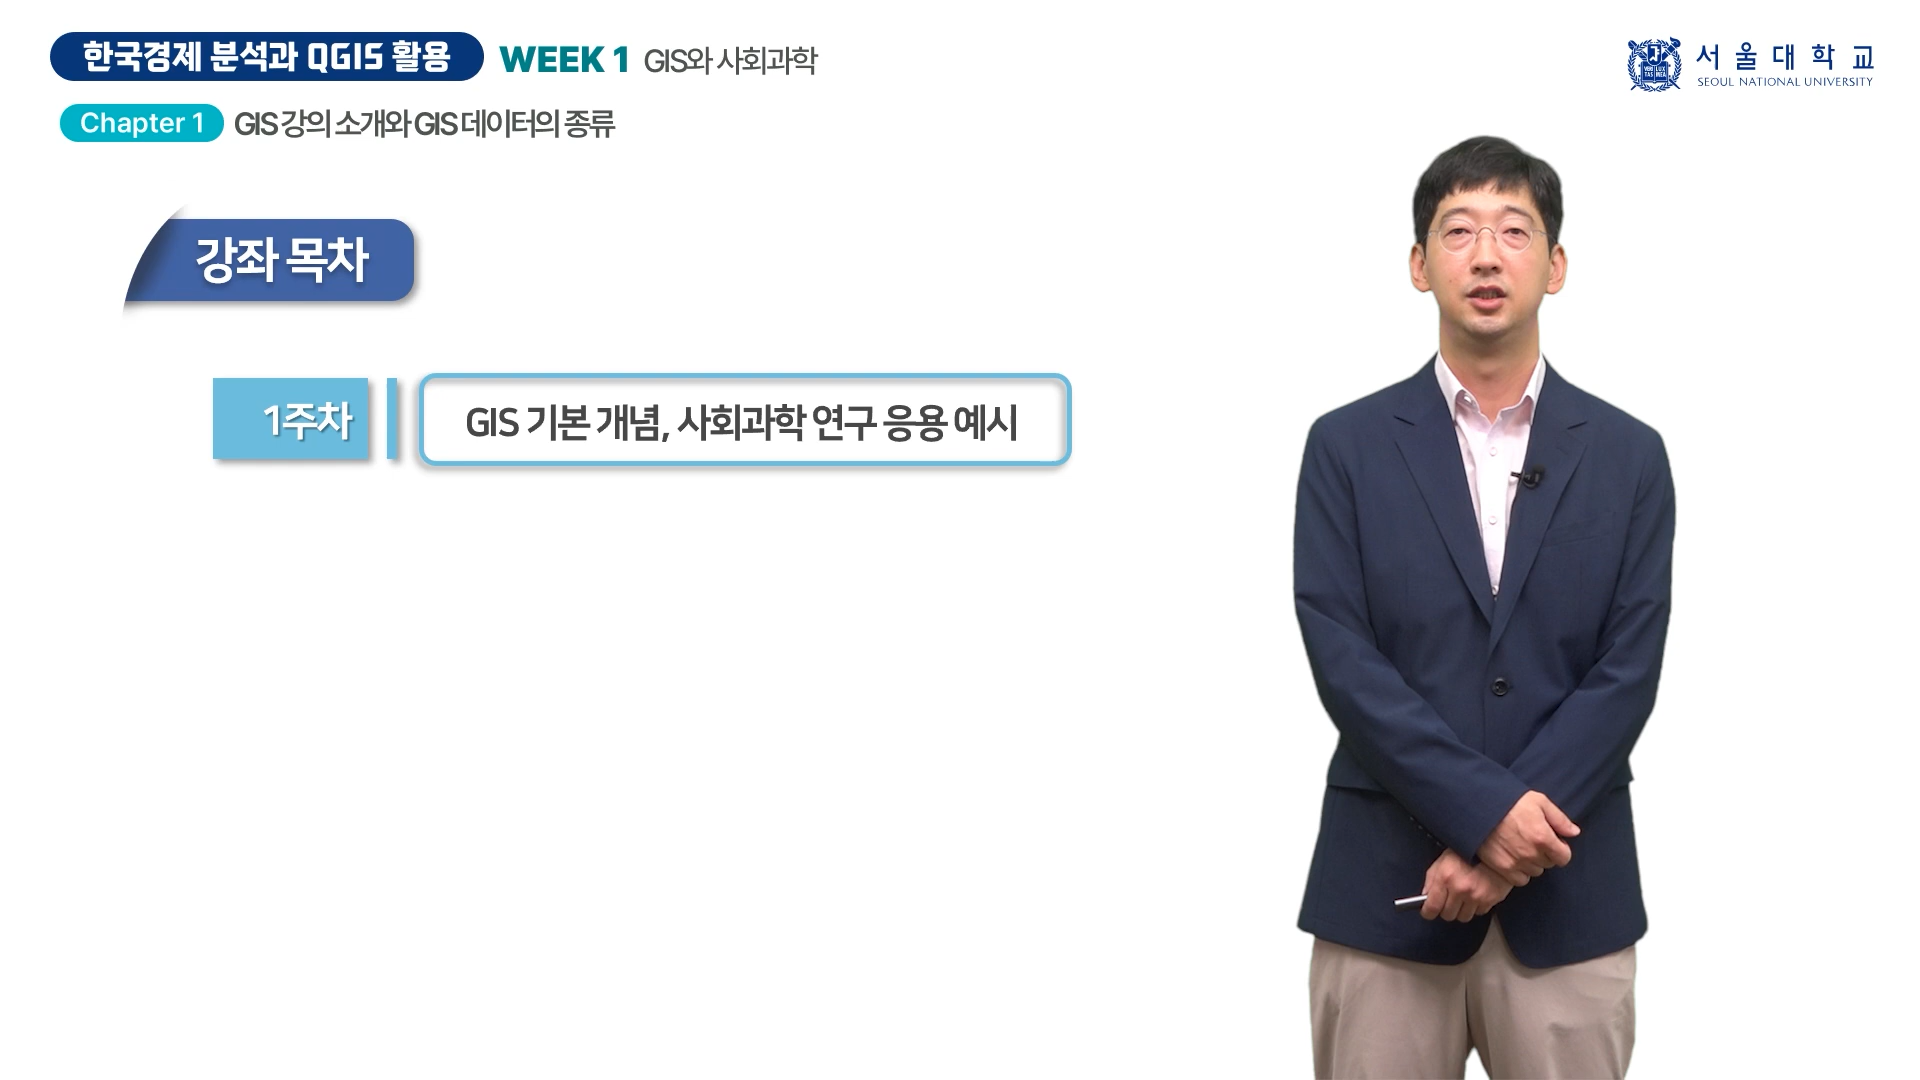 한국경제 분석과 QGIS 활용 WEEK 1 GIS와 사회과학
서울대학교
SEOUL NATIONAL UNIVERSITY
Chapter 1 GIS 강의 소개와 GIS 데이터의 종류
강좌 목차
1주차 GIS 기본 개념, 사회과학 연구 응용 예시